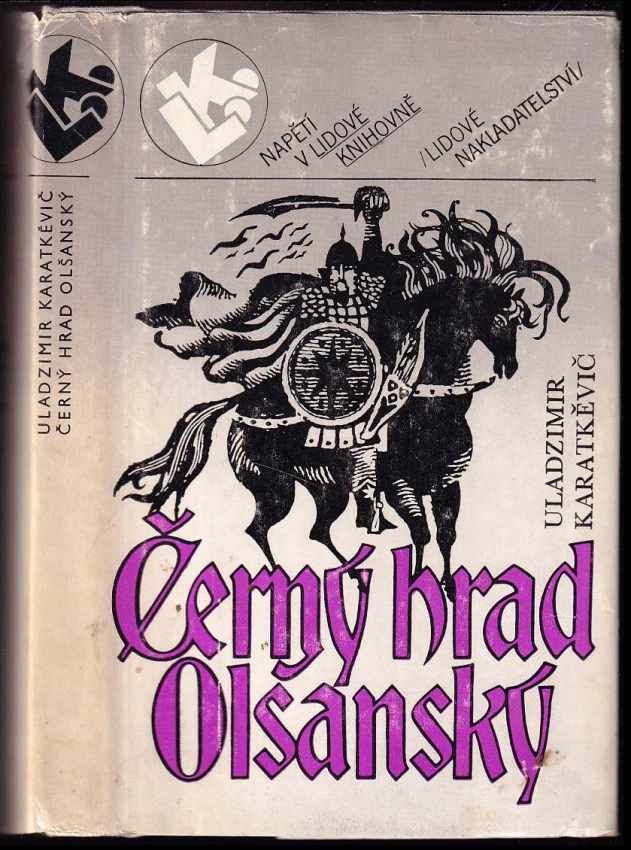 ULADZIMIR KARATKĚVIČ
ČERNÝ HRAD OLŠANSKÝ
NAPĚTÍ
V LIDOVÉ
KNIHOVNĚ
/LIDOVÉ
NAKLADATELSTVÍ/
ULADZIMIR
KARATKĚVIČ
Černý hrad
Olšanský